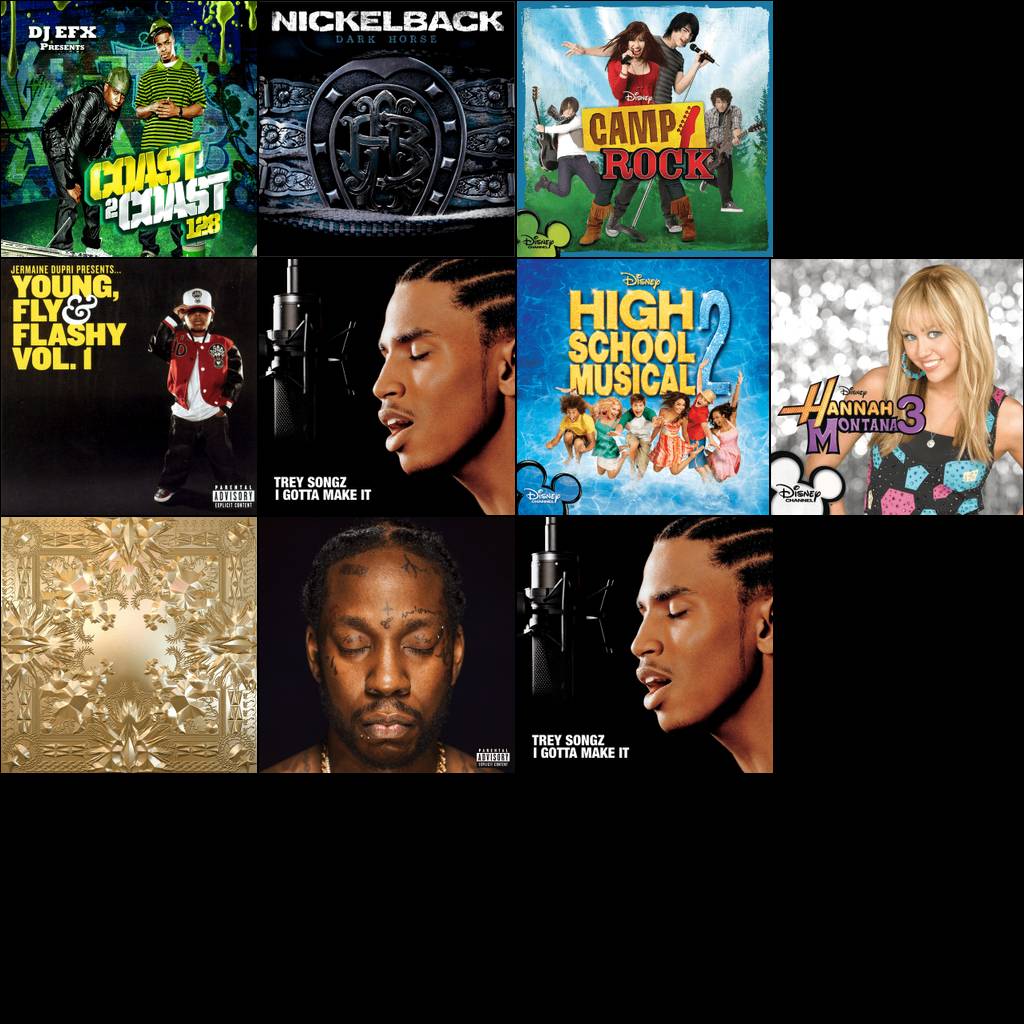 DJ EFX
PRESENTS
COAST
2 COAST
128
NICKELBACK
DARK HORSE
Disney
CAMP
ROCK
Disney
CHANNEL
JERMAINE DUPRI PRESENTS...
YOUNG,
FLY &
FLASHY
VOL. 1
D
PARENTAL
ADVISORY
EXPLICIT CONTENT
TREY SONGZ
I GOTTA MAKE IT
Disney
HIGH
SCHOOL
MUSICAL 2
Disney
CHANNEL
Disney
HANNAH
MONTANA 3
Disney
CHANNEL
PARENTAL
ADVISORY
EXPLICIT CONTENT
TREY SONGZ
I GOTTA MAKE IT